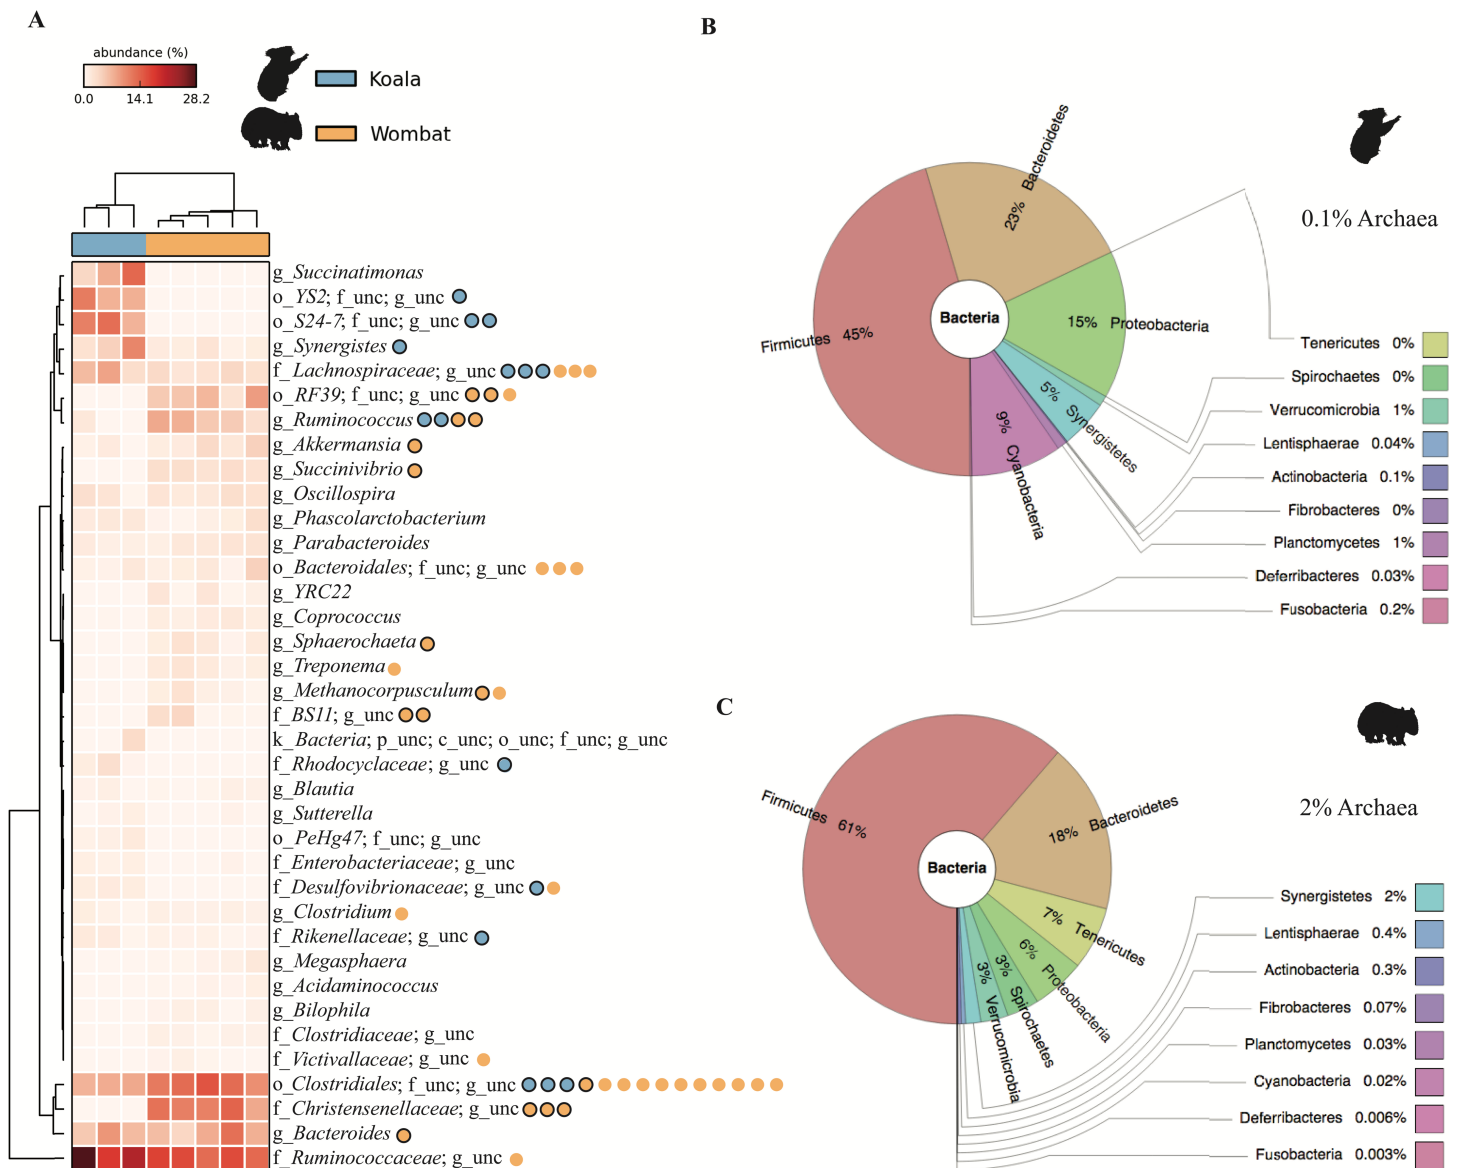 A
abundance (%)
0.0 14.1 28.2
Koala
Wombat
g_Succinatimonas
o_YS2; f_unc; g_unc
o_S24-7; f_unc; g_unc
g_Synergistes
f_Lachnospiraceae; g_unc
o_RF39; f_unc; g_unc
g_Ruminococcus
g_Akkermansia
g_Succinivibrio
g_Oscillospira
g_Phascolarctobacterium
g_Parabacteroides
o_Bacteroidales; f_unc; g_unc
g_YRC22
g_Coprococcus
g_Sphaerochaeta
g_Treponema
g_Methanocorpusculum
f_BS11; g_unc
k_Bacteria; p_unc; c_unc; o_unc; f_unc; g_unc
f_Rhodocyclaceae; g_unc
g_Blautia
g_Sutterella
o_PeHg47; f_unc; g_unc
f_Enterobacteriaceae; g_unc
f_Desulfovibrionaceae; g_unc
g_Clostridium
f_Rikenellaceae; g_unc
g_Megasphaera
g_Acidaminococcus
g_Bilophila
f_Clostridiaceae; g_unc
f_Victivallaceae; g_unc
o_Clostridiales; f_unc; g_unc
f_Christensenellaceae; g_unc
g_Bacteroides
f_Ruminococcaceae; g_unc
B
0.1% Archaea
Bacteria
Firmicutes 45%
23% Bacteroidetes
15% Proteobacteria
5% Synergistetes
9% Cyanobacteria
Tenericutes 0%
Spirochaetes 0%
Verrucomicrobia 1%
Lentisphaerae 0.04%
Actinobacteria 0.1%
Fibrobacteres 0%
Planctomycetes 1%
Deferribacteres 0.03%
Fusobacteria 0.2%
C
2% Archaea
Bacteria
Firmicutes 61%
18% Bacteroidetes
7% Tenericutes
6% Proteobacteria
3% Spirochaetes
3% Verrucomicrobia
Synergistetes 2%
Lentisphaerae 0.4%
Actinobacteria 0.3%
Fibrobacteres 0.07%
Planctomycetes 0.03%
Cyanobacteria 0.02%
Deferribacteres 0.006%
Fusobacteria 0.003%